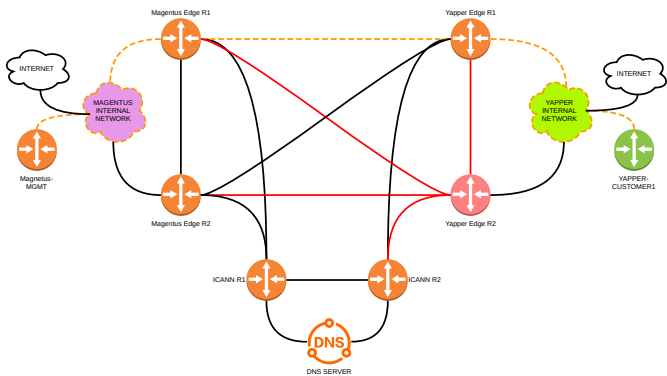 Magentus Edge R1
Yapper Edge R1
INTERNET
INTERNET
MAGENTUS
INTERNAL
NETWORK
YAPPER
INTERNAL
NETWORK
Magnetus-
MGMT
YAPPER-
CUSTOMER1
Magentus Edge R2
Yapper Edge R2
ICANN R1
ICANN R2
DNS
DNS SERVER